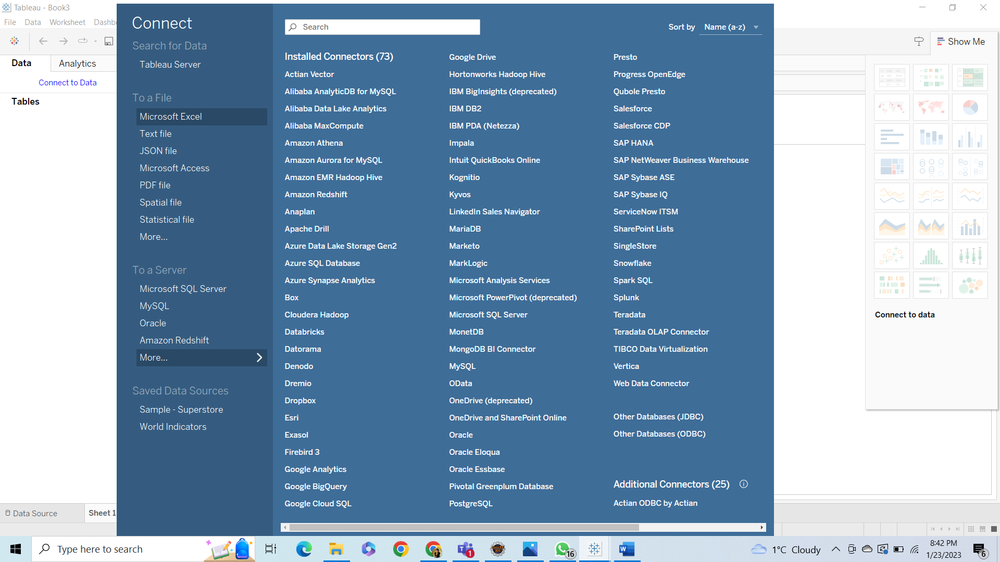 Tableau - Book3
File Data Worksheet Dashb
Data
Analytics
Connect to Data
Tables
Connect
Search for Data
Tableau Server
To a File
Microsoft Excel
Text file
JSON file
Microsoft Access
PDF file
Spatial file
Statistical file
More...
To a Server
Microsoft SQL Server
MySQL
Oracle
Amazon Redshift
More...
Saved Data Sources
Sample - Superstore
World Indicators
Search
Sort by Name (a-z)
Installed Connectors (73)
Actian Vector
Alibaba AnalyticDB for MySQL
Alibaba Data Lake Analytics
Alibaba MaxCompute
Amazon Athena
Amazon Aurora for MySQL
Amazon EMR Hadoop Hive
Amazon Redshift
Anaplan
Apache Drill
Azure Data Lake Storage Gen2
Azure SQL Database
Azure Synapse Analytics
Box
Cloudera Hadoop
Databricks
Datorama
Denodo
Dremio
Dropbox
Esri
Exasol
Firebird 3
Google Analytics
Google BigQuery
Google Cloud SQL
Google Drive
Hortonworks Hadoop Hive
IBM BigInsights (deprecated)
IBM DB2
IBM PDA (Netezza)
Impala
Intuit QuickBooks Online
Kognitio
Kyvos
LinkedIn Sales Navigator
MariaDB
Marketo
MarkLogic
Microsoft Analysis Services
Microsoft PowerPivot (deprecated)
Microsoft SQL Server
MonetDB
MongoDB BI Connector
MySQL
OData
OneDrive (deprecated)
OneDrive and SharePoint Online
Oracle
Oracle Eloqua
Oracle Essbase
Pivotal Greenplum Database
PostgreSQL
Presto
Progress OpenEdge
Qubole Presto
Salesforce
Salesforce CDP
SAP HANA
SAP NetWeaver Business Warehouse
SAP Sybase ASE
SAP Sybase IQ
ServiceNow ITSM
SharePoint Lists
SingleStore
Snowflake
Spark SQL
Splunk
Teradata
Teradata OLAP Connector
TIBCO Data Virtualization
Vertica
Web Data Connector
Other Databases (JDBC)
Other Databases (ODBC)
Additional Connectors (25)
Actian ODBC by Actian
Show Me
Connect to data
Data Source
Sheet 1
Type here to search
1
16
1°C Cloudy
8:42 PM
1/23/2023
6